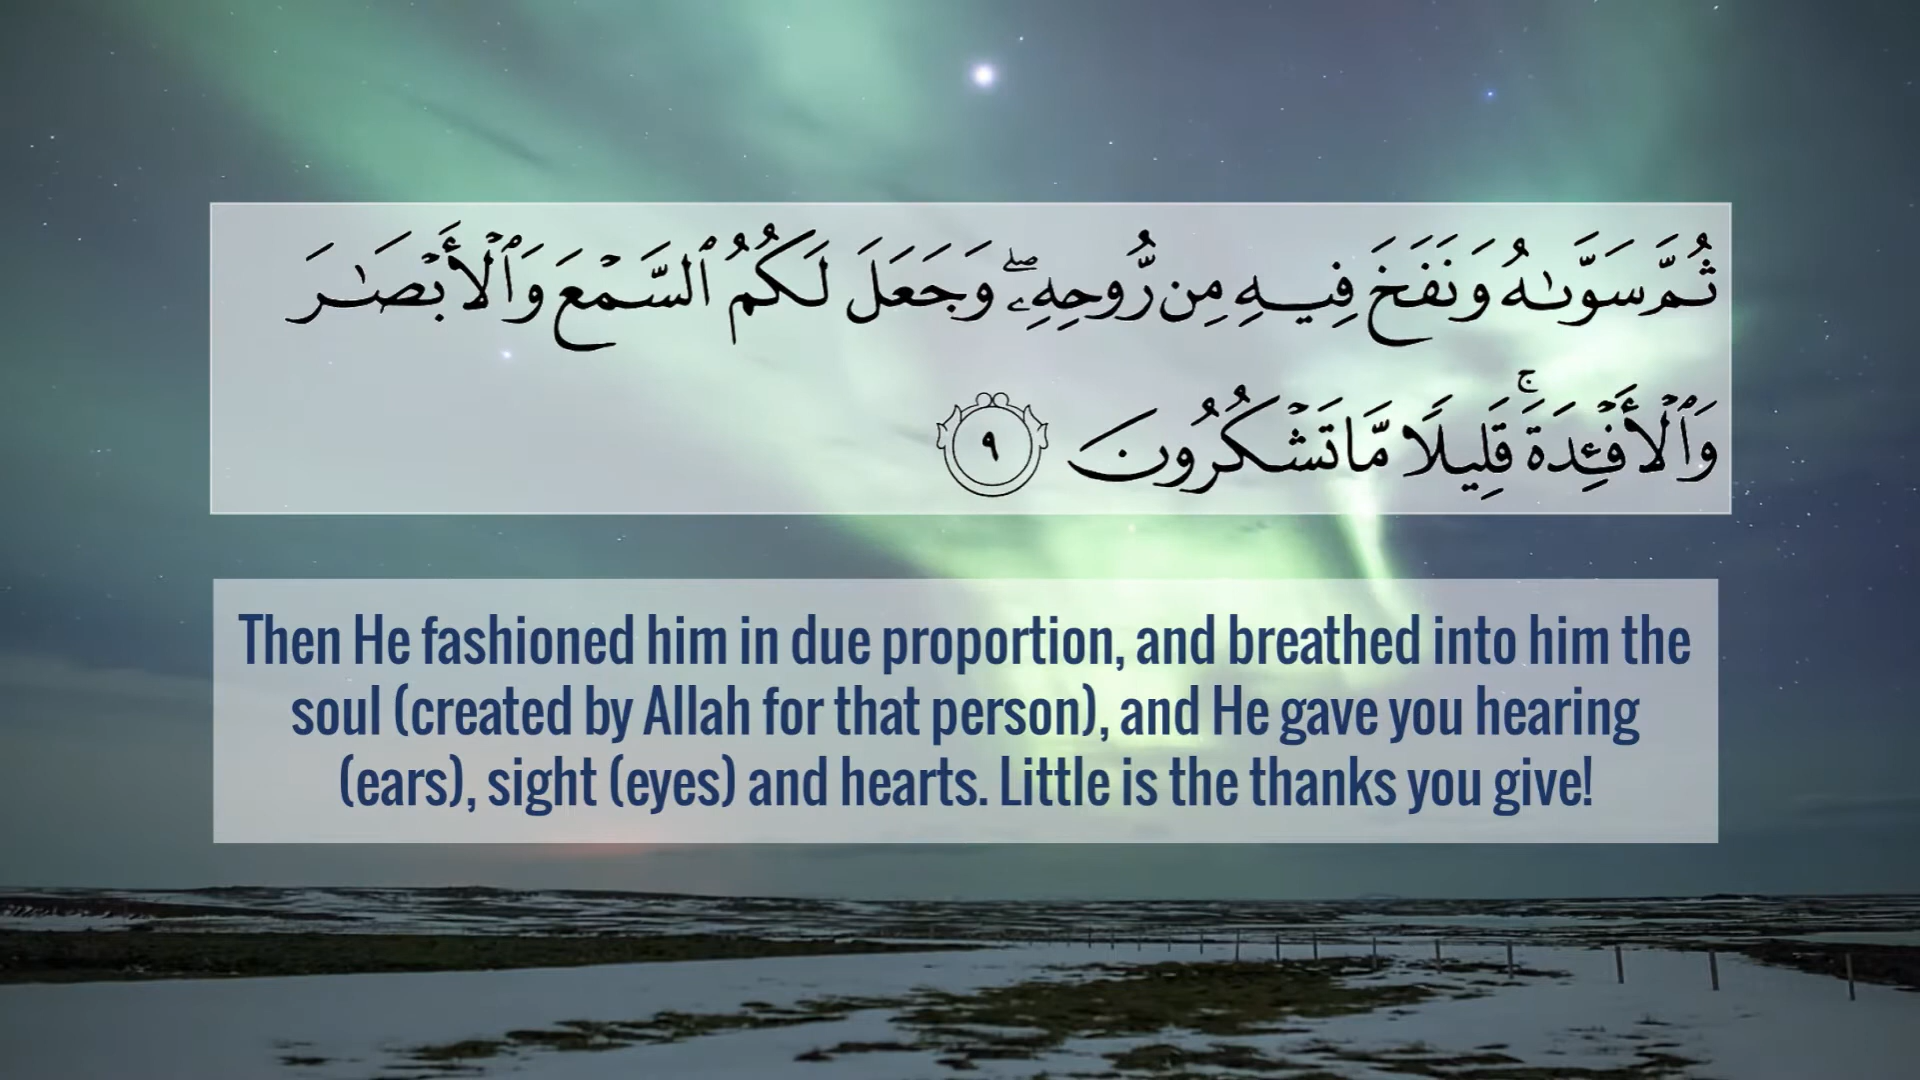 ثُمَّ سَوَّىٰهُ وَنَفَخَ فِيهِ مِن رُّوحِهِۦۖ وَجَعَلَ لَكُمُ ٱلسَّمْعَ وَٱلْأَبْصَٰرَ
وَٱلْأَفْـِٔدَةَۚ قَلِيلًا مَّا تَشْكُرُونَ ٩
Then He fashioned him in due proportion, and breathed into him the
soul (created by Allah for that person), and He gave you hearing
(ears), sight (eyes) and hearts. Little is the thanks you give!